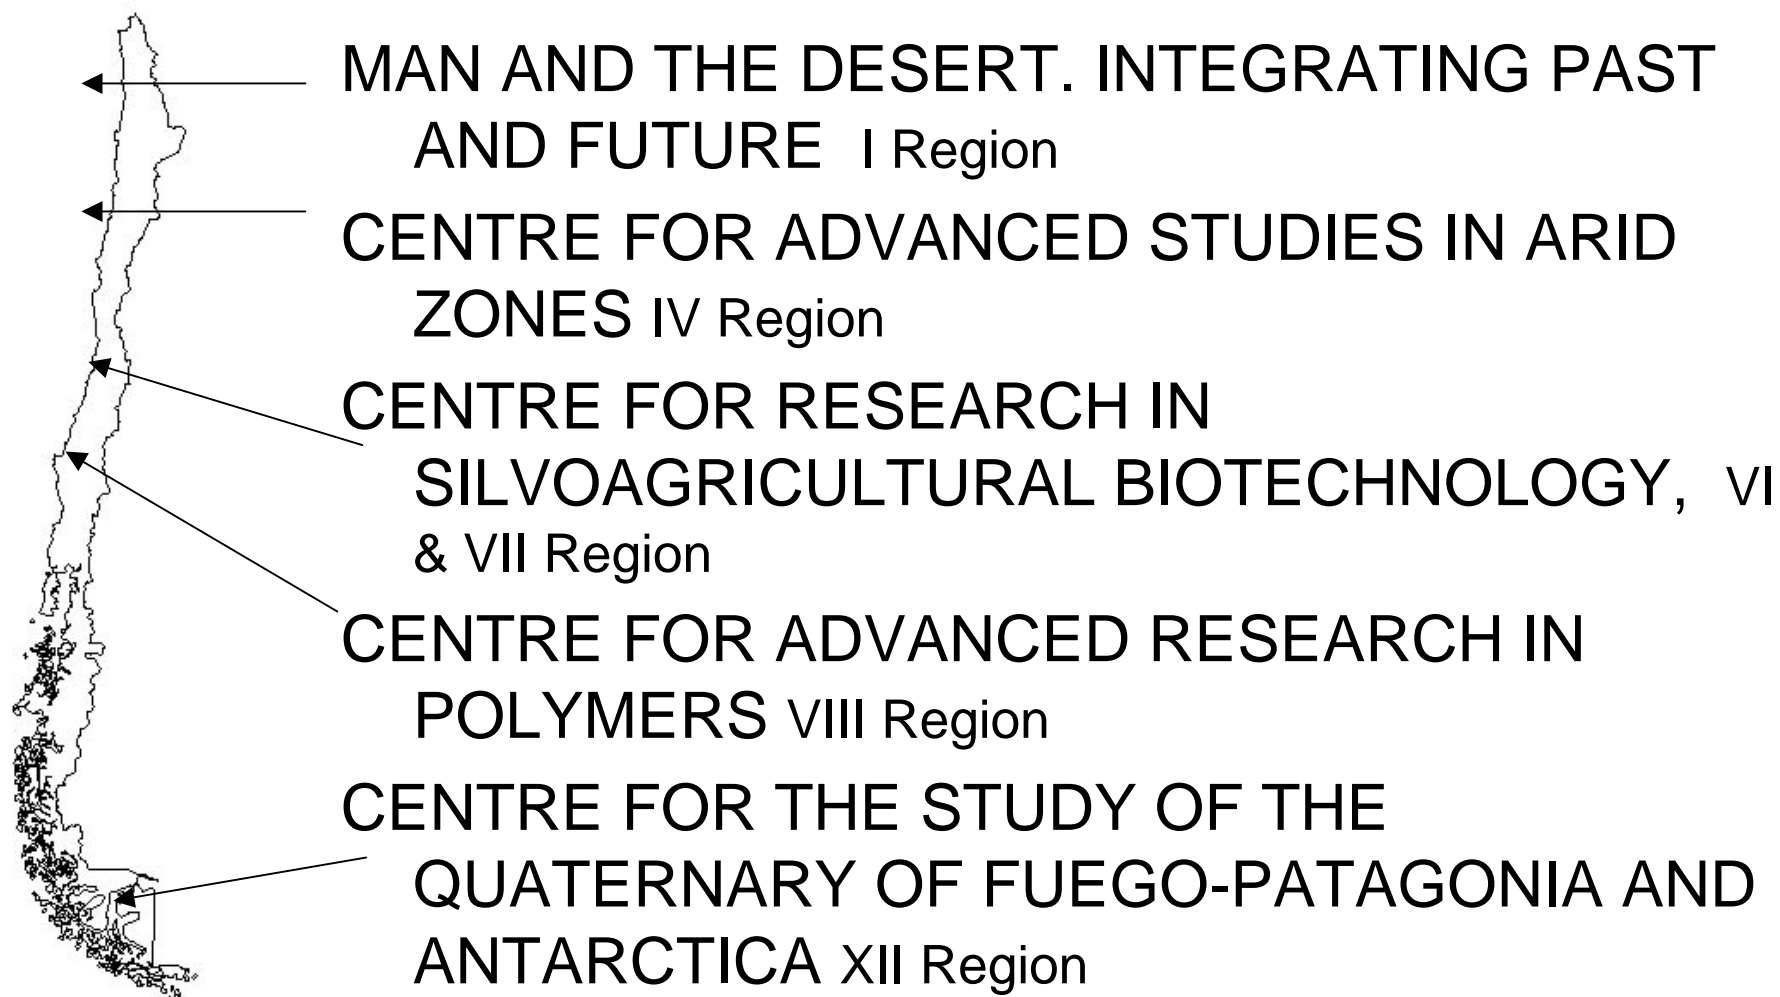 MAN AND THE DESERT. INTEGRATING PAST
AND FUTURE I Region
CENTRE FOR ADVANCED STUDIES IN ARID
ZONES IV Region
CENTRE FOR RESEARCH IN
SILVOAGRICULTURAL BIOTECHNOLOGY, VI
& VII Region
CENTRE FOR ADVANCED RESEARCH IN
POLYMERS VIII Region
CENTRE FOR THE STUDY OF THE
QUATERNARY OF FUEGO-PATAGONIA AND
ANTARCTICA XII Region